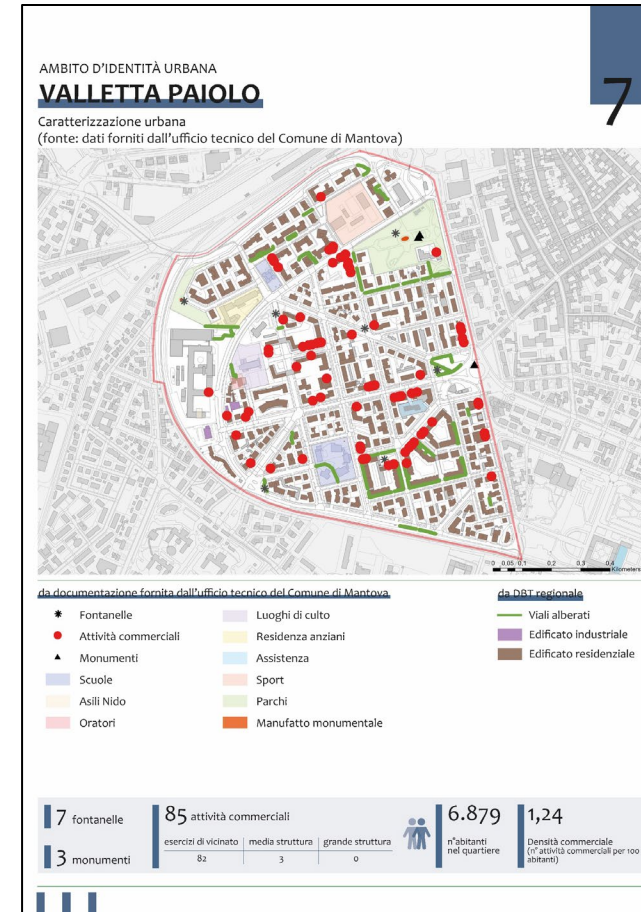 AMBITO D'IDENTITÀ URBANA
VALLETTA PAIOLO
7
Caratterizzazione urbana
(fonte: dati forniti dall'ufficio tecnico del Comune di Mantova)
0 0,05 0,1 0,2 0,3 0,4
Kilometers
da documentazione fornita dall'ufficio tecnico del Comune di Mantova
da DBT regionale
Fontanelle
Attività commerciali
Monumenti
Scuole
Asili Nido
Oratori
Luoghi di culto
Residenza anziani
Assistenza
Sport
Parchi
Manufatto monumentale
Viali alberati
Edificato industriale
Edificato residenziale
7 fontanelle
3 monumenti
85 attività commerciali
esercizi di vicinato media struttura grande struttura
82 3 0
6.879
n°abitanti
nel quartiere
1,24
Densità commerciale
(n° attività commerciali per 100
abitanti)